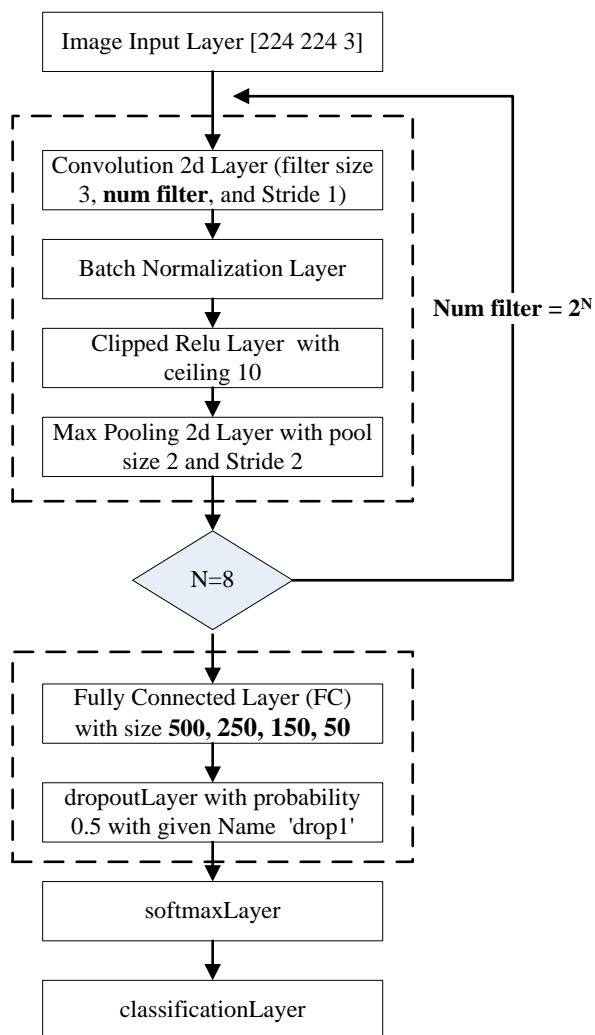 Image Input Layer [224 224 3]
Convolution 2d Layer (filter size
3, num filter, and Stride 1)
Batch Normalization Layer
Clipped Relu Layer with
ceiling 10
Max Pooling 2d Layer with pool
size 2 and Stride 2
Num filter = 2ᴺ
N=8
Fully Connected Layer (FC)
with size 500, 250, 150, 50
dropoutLayer with probability
0.5 with given Name 'drop1'
softmaxLayer
classificationLayer